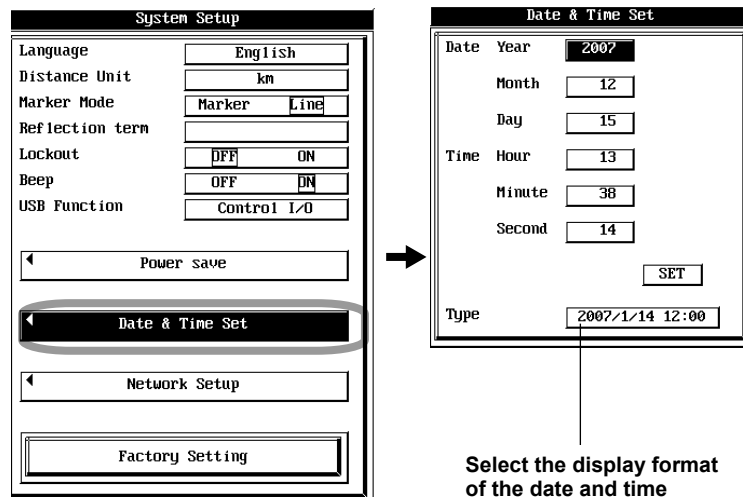 System Setup
Language English
Distance Unit km
Marker Mode Marker Line
Reflection term
Lockout OFF ON
Beep OFF ON
USB Function Control I/O
Power save
Date & Time Set
Network Setup
Factory Setting
Date & Time Set
Date Year 2007
Month 12
Day 15
Time Hour 13
Minute 38
Second 14
SET
Type 2007/1/14 12:00
Select the display format
of the date and time